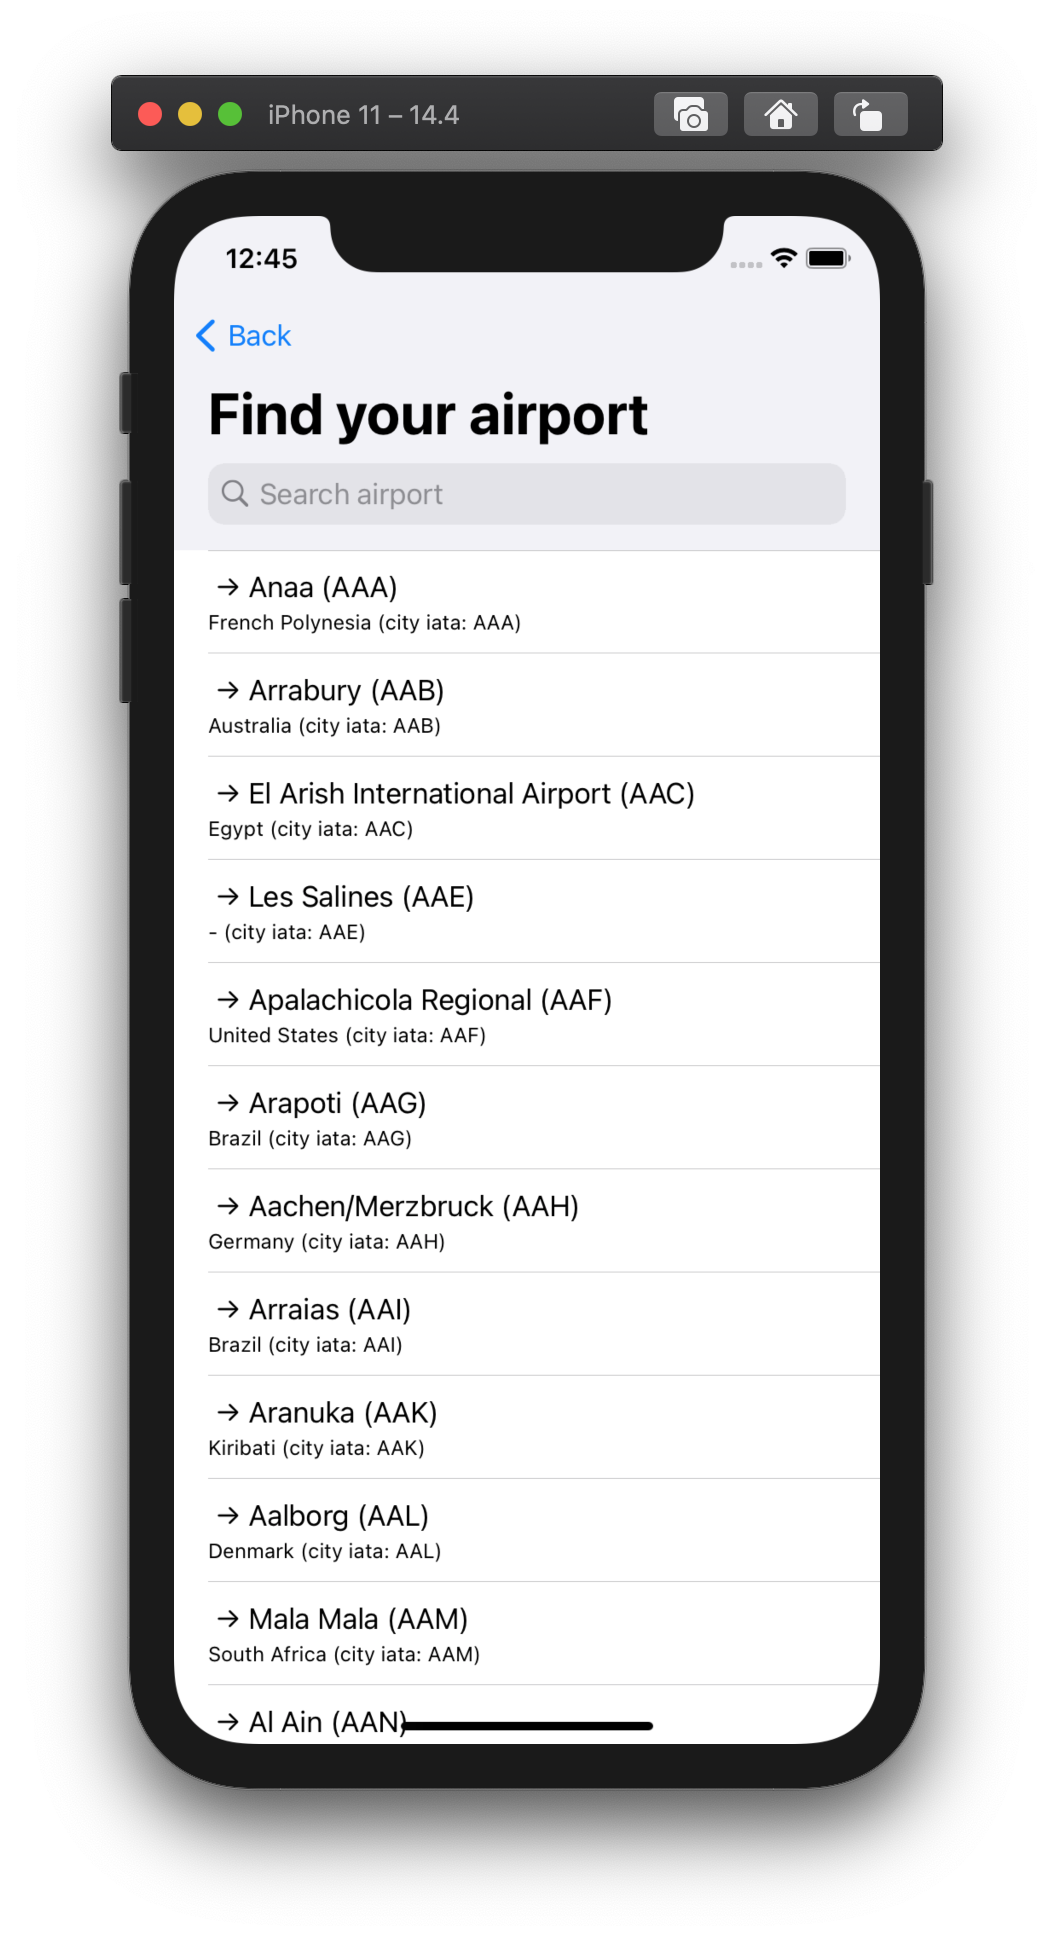 iPhone 11 – 14.4
12:45
Back
Find your airport
Search airport
→ Anaa (AAA)
French Polynesia (city iata: AAA)
→ Arrabury (AAB)
Australia (city iata: AAB)
→ El Arish International Airport (AAC)
Egypt (city iata: AAC)
→ Les Salines (AAE)
- (city iata: AAE)
→ Apalachicola Regional (AAF)
United States (city iata: AAF)
→ Arapoti (AAG)
Brazil (city iata: AAG)
→ Aachen/Merzbruck (AAH)
Germany (city iata: AAH)
→ Arraias (AAI)
Brazil (city iata: AAI)
→ Aranuka (AAK)
Kiribati (city iata: AAK)
→ Aalborg (AAL)
Denmark (city iata: AAL)
→ Mala Mala (AAM)
South Africa (city iata: AAM)
→ Al Ain (AAN)